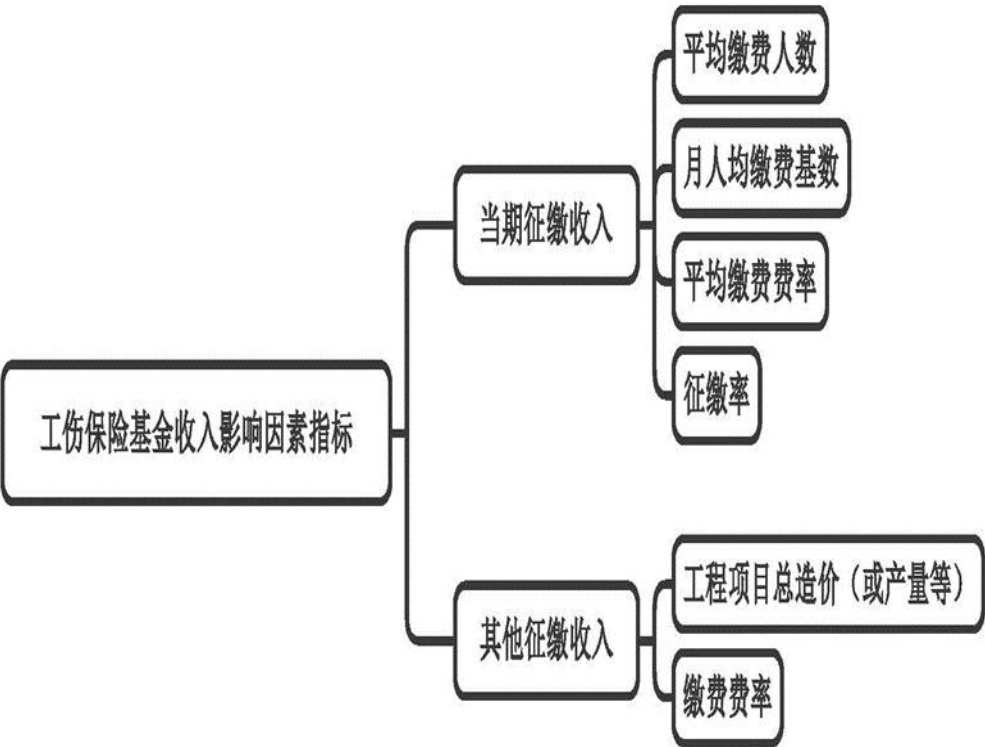 工伤保险基金收入影响因素指标
当期征缴收入
平均缴费人数
月人均缴费基数
平均缴费费率
征缴率
其他征缴收入
工程项目总造价（或产量等）
缴费费率